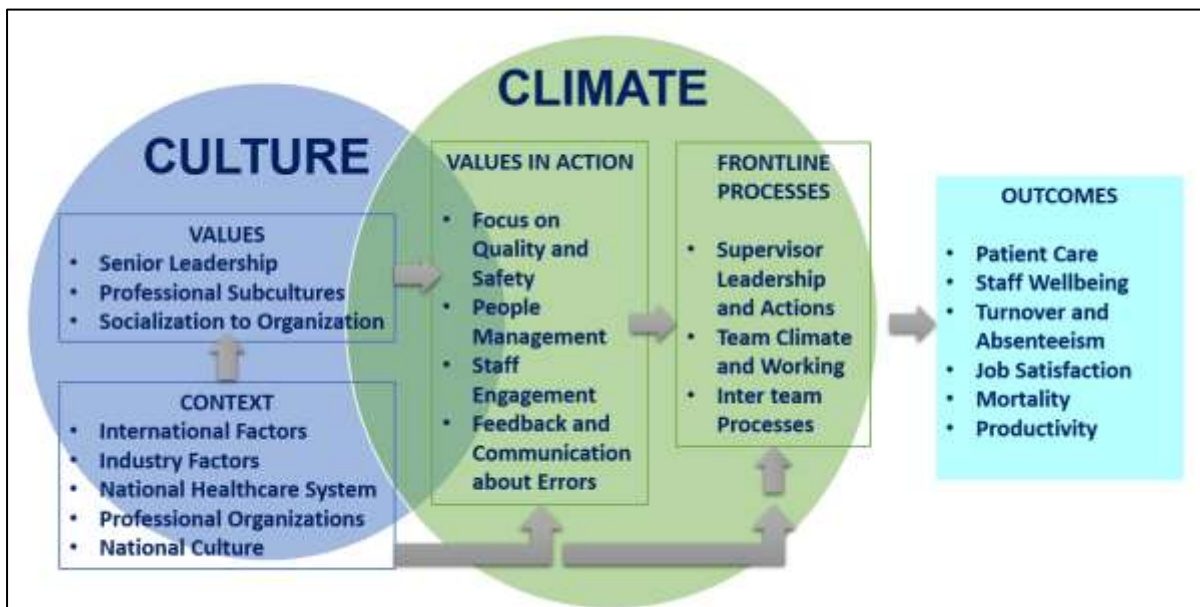 CULTURE
CLIMATE
VALUES
• Senior Leadership
• Professional Subcultures
• Socialization to Organization
CONTEXT
• International Factors
• Industry Factors
• National Healthcare System
• Professional Organizations
• National Culture
VALUES IN ACTION
• Focus on
Quality and
Safety
• People
Management
• Staff
Engagement
• Feedback and
Communication
about Errors
FRONTLINE
PROCESSES
• Supervisor
Leadership
and Actions
• Team Climate
and Working
• Inter team
Processes
OUTCOMES
• Patient Care
• Staff Wellbeing
• Turnover and
Absenteeism
• Job Satisfaction
• Mortality
• Productivity